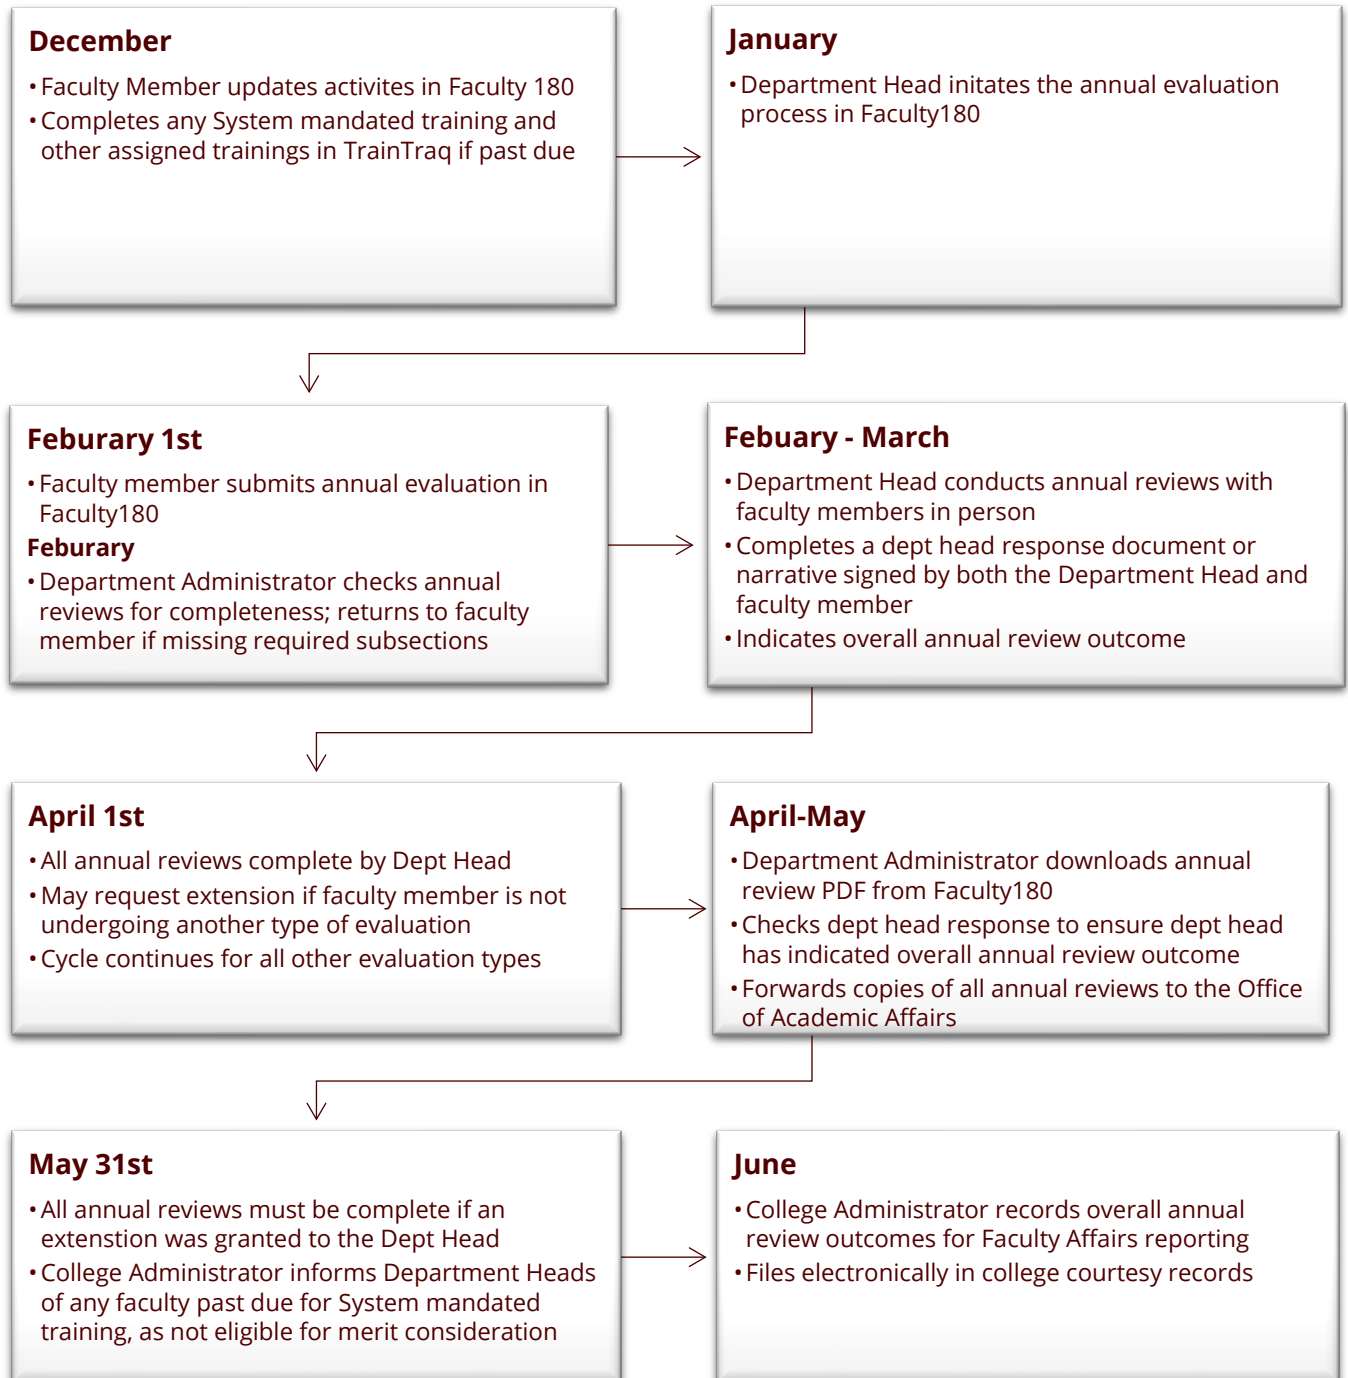 December
• Faculty Member updates activites in Faculty 180
• Completes any System mandated training and
other assigned trainings in TrainTraq if past due
January
• Department Head initates the annual evaluation
process in Faculty180
Feburary 1st
• Faculty member submits annual evaluation in
Faculty180
Feburary
• Department Administrator checks annual
reviews for completeness; returns to faculty
member if missing required subsections
Febuary - March
• Department Head conducts annual reviews with
faculty members in person
• Completes a dept head response document or
narrative signed by both the Department Head and
faculty member
• Indicates overall annual review outcome
April 1st
• All annual reviews complete by Dept Head
• May request extension if faculty member is not
undergoing another type of evaluation
• Cycle continues for all other evaluation types
April-May
• Department Administrator downloads annual
review PDF from Faculty180
• Checks dept head response to ensure dept head
has indicated overall annual review outcome
• Forwards copies of all annual reviews to the Office
of Academic Affairs
May 31st
• All annual reviews must be complete if an
extenstion was granted to the Dept Head
• College Administrator informs Department Heads
of any faculty past due for System mandated
training, as not eligible for merit consideration
June
• College Administrator records overall annual
review outcomes for Faculty Affairs reporting
• Files electronically in college courtesy records